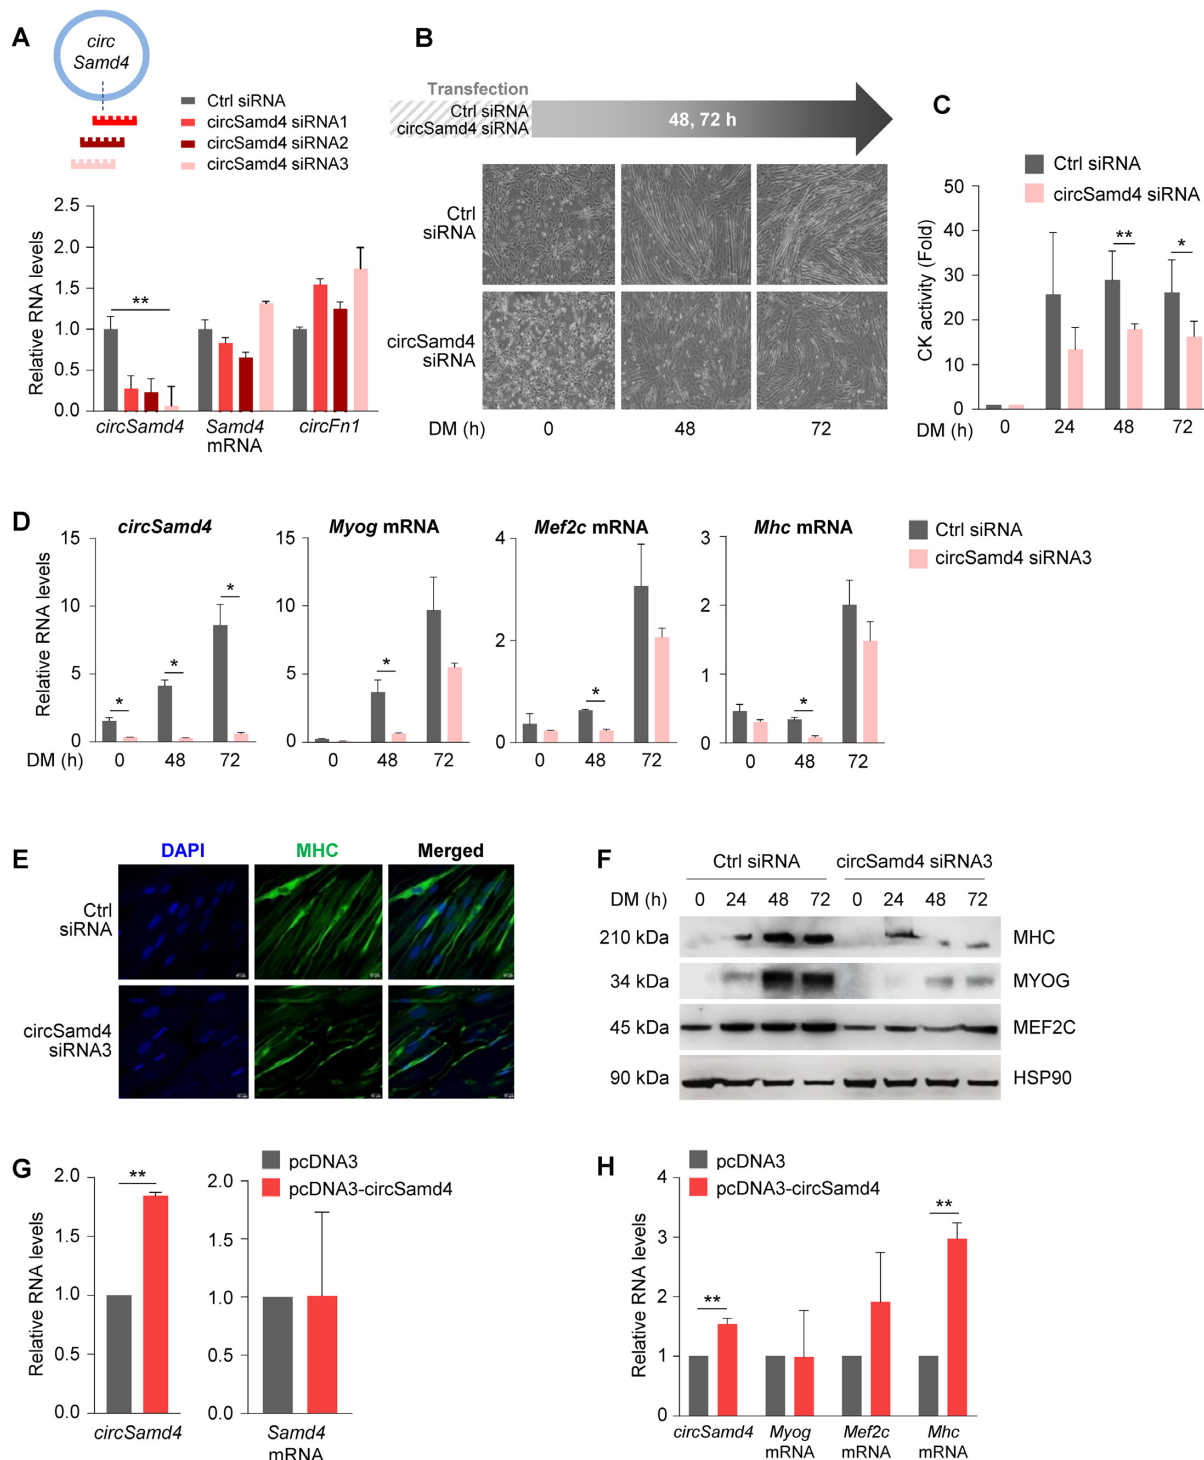 A
circ
Samd4
Ctrl siRNA
circSamd4 siRNA1
circSamd4 siRNA2
circSamd4 siRNA3
Relative RNA levels
2.5
2.0
1.5
1.0
0.5
0.0
**
circSamd4
Samd4
mRNA
circFn1
B
Transfection
Ctrl siRNA
circSamd4 siRNA
48, 72 h
Ctrl
siRNA
circSamd4
siRNA
DM (h)
0
48
72
C
Ctrl siRNA
circSamd4 siRNA
CK activity (Fold)
50
40
30
20
10
0
**
*
DM (h)
0
24
48
72
D
circSamd4
Relative RNA levels
15
10
5
0
*
*
*
DM (h)
0
48
72
Myog mRNA
15
10
5
0
*
0
48
72
Mef2c mRNA
4
2
0
*
0
48
72
Mhc mRNA
3
2
1
0
*
0
48
72
Ctrl siRNA
circSamd4 siRNA3
E
DAPI
MHC
Merged
Ctrl
siRNA
circSamd4
siRNA3
F
Ctrl siRNA
circSamd4 siRNA3
DM (h)
0
24
48
72
0
24
48
72
210 kDa
MHC
34 kDa
MYOG
45 kDa
MEF2C
90 kDa
HSP90
G
pcDNA3
pcDNA3-circSamd4
Relative RNA levels
2.0
1.5
1.0
0.5
0.0
**
circSamd4
2.0
1.5
1.0
0.5
0.0
Samd4
mRNA
H
pcDNA3
pcDNA3-circSamd4
Relative RNA levels
4
3
2
1
0
**
**
circSamd4
Myog
mRNA
Mef2c
mRNA
Mhc
mRNA